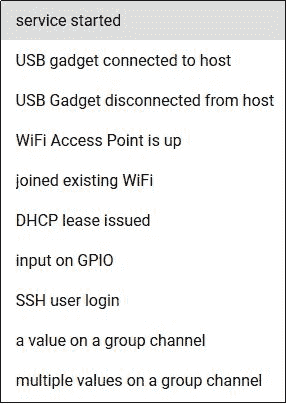 service started
USB gadget connected to host
USB Gadget disconnected from host
WiFi Access Point is up
joined existing WiFi
DHCP lease issued
input on GPIO
SSH user login
a value on a group channel
multiple values on a group channel